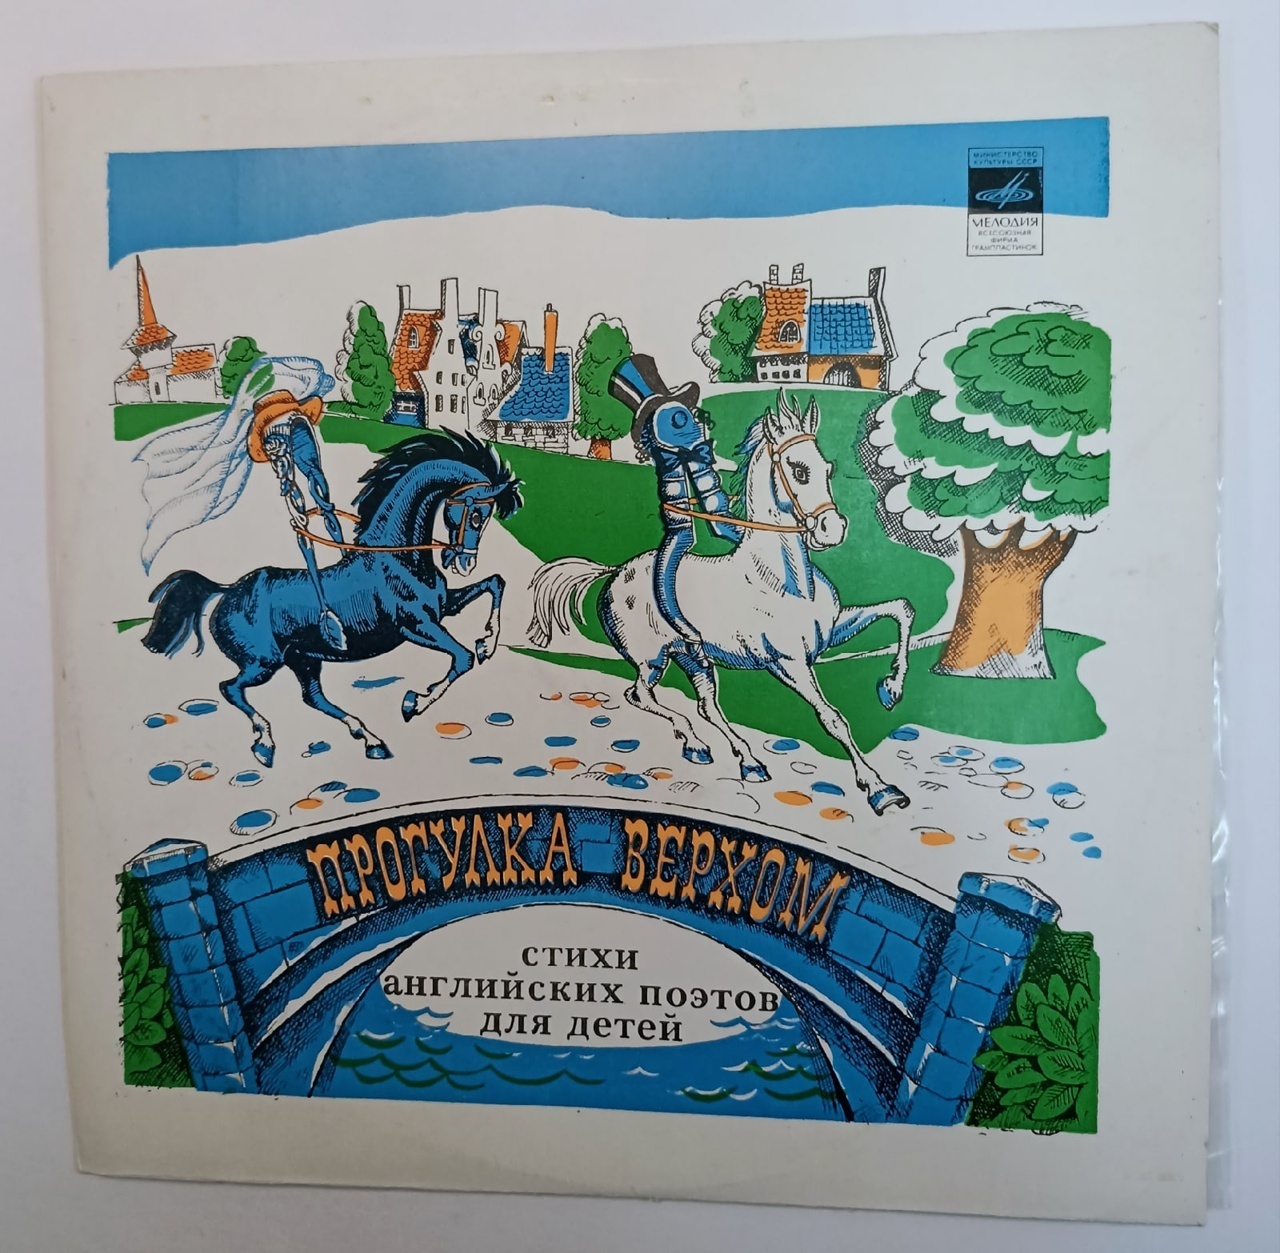 МИНИСТЕРСТВО
КУЛЬТУРЫ СССР
МЕЛОДИЯ
ВСЕСОЮЗНАЯ
ФИРМА
ГРАМПЛАСТИНОК
ПРОГУЛКА ВЕРХОМ
СТИХИ
АНГЛИЙСКИХ ПОЭТОВ
ДЛЯ ДЕТЕЙ